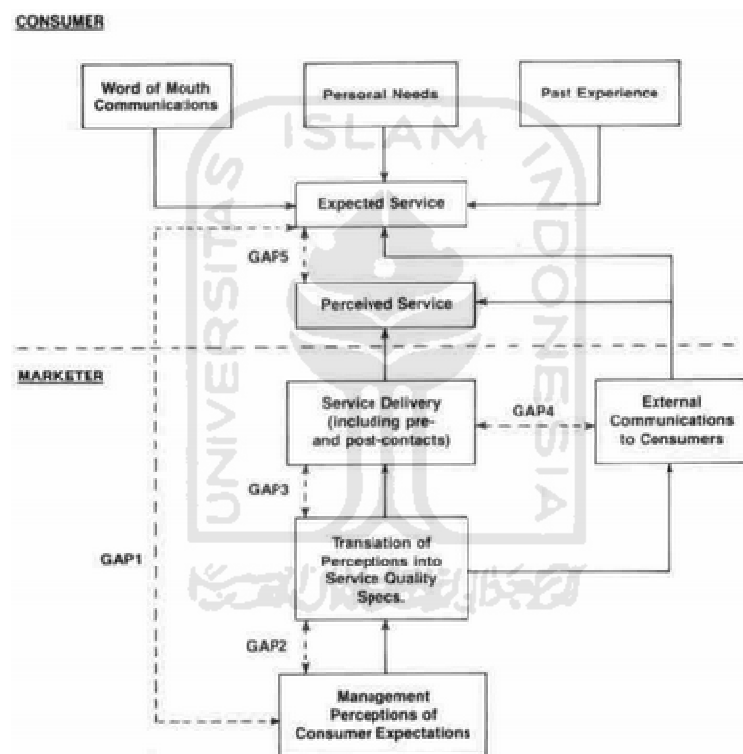 CONSUMER
Word of Mouth
Communications
Personal Needs
Past Experience
Expected Service
GAP5
Perceived Service
MARKETER
Service Delivery
(including pre-
and post-contacts)
GAP4
External
Communications
to Consumers
GAP3
Translation of
Perceptions into
Service Quality
Specs.
GAP1
GAP2
Management
Perceptions of
Consumer Expectations
UNIVERSITAS
ISLAM
INDONESIA